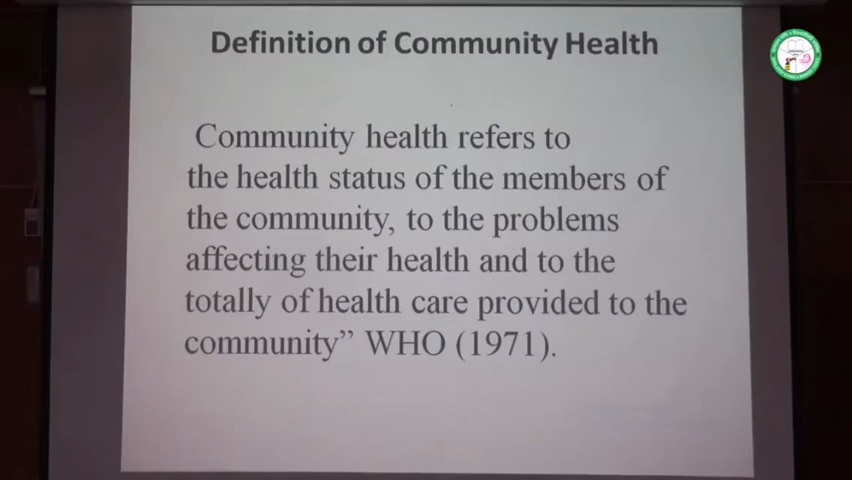 Definition of Community Health
Community health refers to
the health status of the members of
the community, to the problems
affecting their health and to the
totally of health care provided to the
community” WHO (1971).